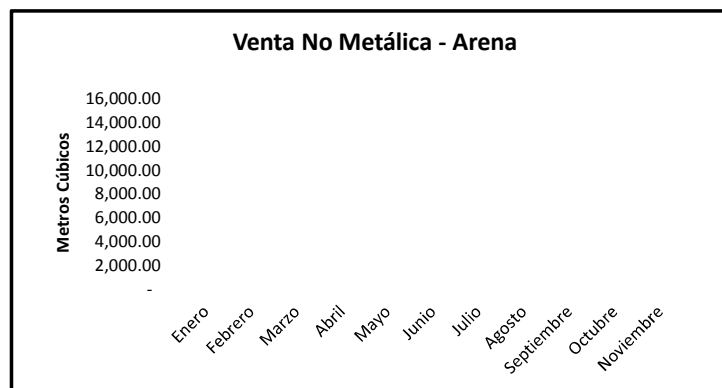 Venta No Metálica - Arena
Metros Cúbicos
16,000.00
14,000.00
12,000.00
10,000.00
8,000.00
6,000.00
4,000.00
2,000.00
-
Enero
Febrero
Marzo
Abril
Mayo
Junio
Julio
Agosto
Septiembre
Octubre
Noviembre